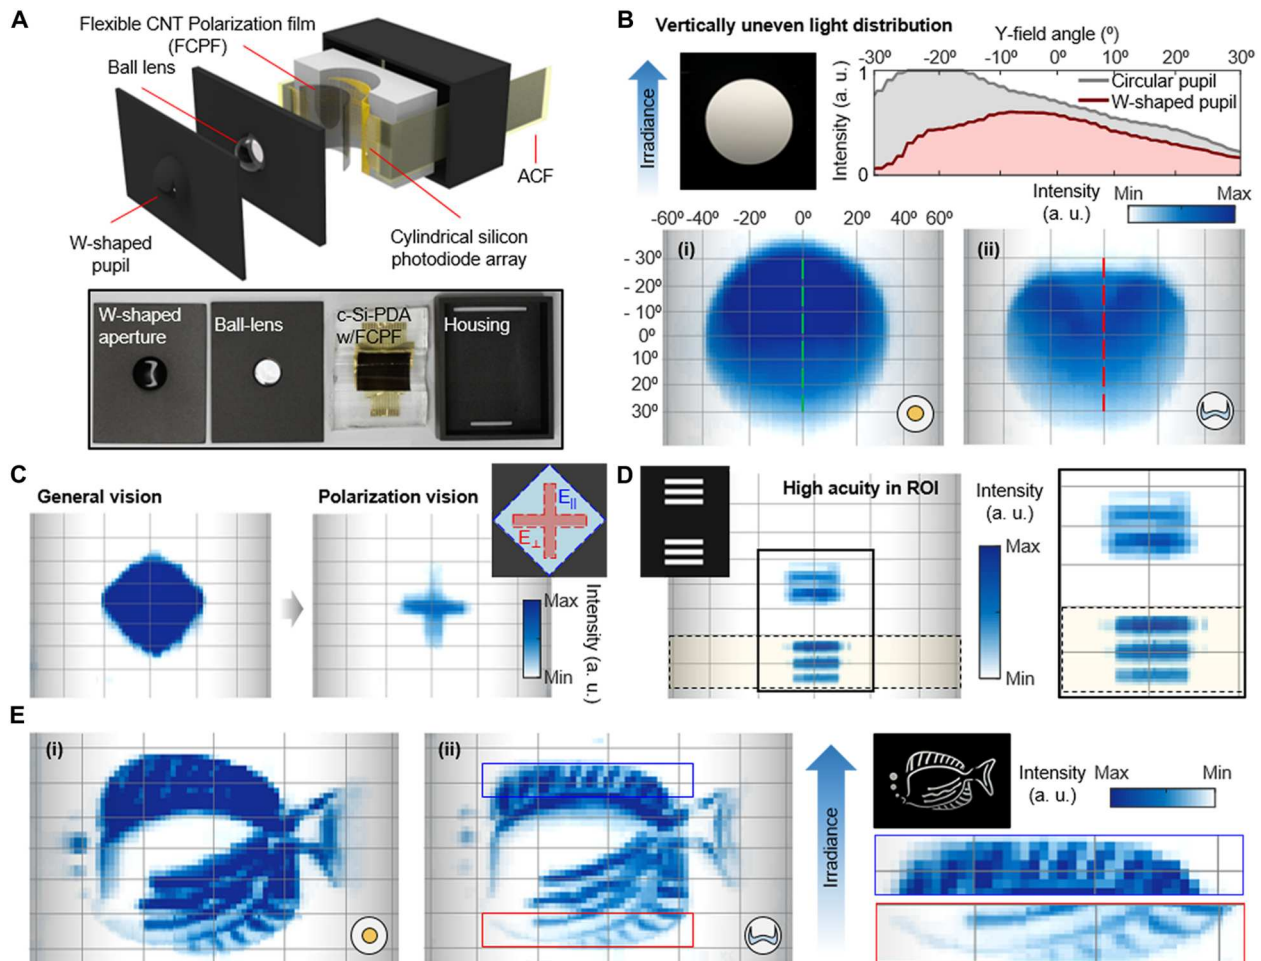 A
Flexible CNT Polarization film
(FCPF)
Ball lens
ACF
W-shaped
pupil
Cylindrical silicon
photodiode array
W-shaped
aperture
Ball-lens
c-Si-PDA
w/FCPF
Housing
B
Vertically uneven light distribution
Irradiance
Y-field angle (º)
-30º -20º -10º 0º 10º 20º 30º
Intensity (a. u.)
1
0
Circular pupil
W-shaped pupil
Intensity
(a. u.)
Min Max
-60º -40º -20º 0º 20º 40º 60º
- 30º
- 20º
- 10º
0º
10º
20º
30º
(i)
(ii)
C
General vision
Polarization vision
E||
E⊥
Max
Min
Intensity (a. u.)
D
High acuity in ROI
Intensity
(a. u.)
Max
Min
E
(i)
(ii)
Irradiance
Intensity
(a. u.)
Max Min